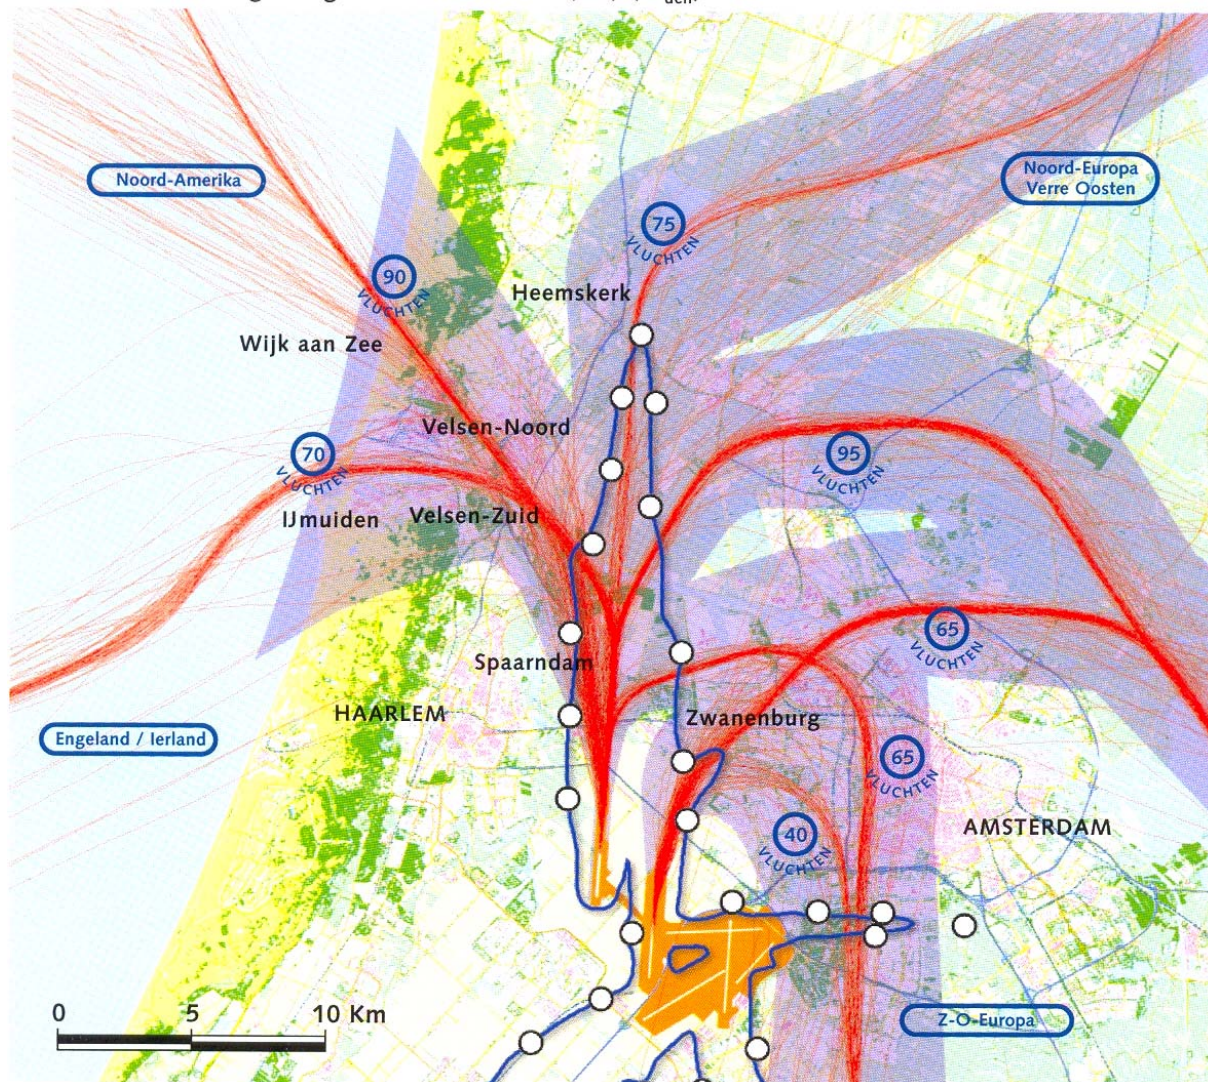 Noord-Amerika
Noord-Europa
Verre Oosten
75
VLUCHTEN
90
VLUCHTEN
Heemskerk
Wijk aan Zee
Velsen-Noord
70
VLUCHTEN
95
VLUCHTEN
IJmuiden
Velsen-Zuid
65
VLUCHTEN
Spaarndam
HAARLEM
Zwanenburg
Engeland / Ierland
65
VLUCHTEN
40
VLUCHTEN
AMSTERDAM
0 5 10 Km
Z-O-Europa